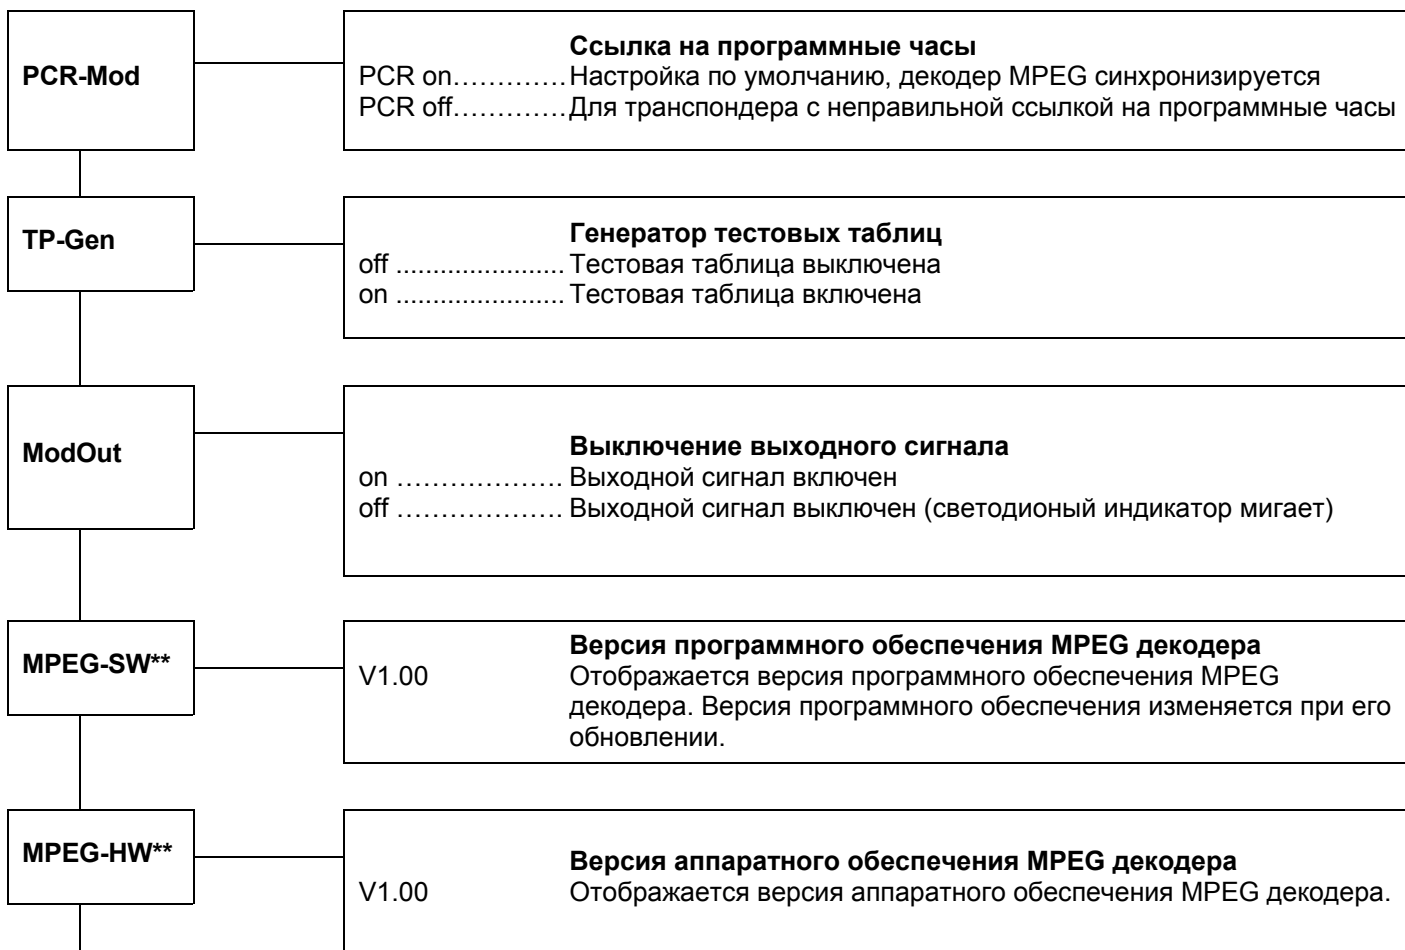 PCR-Mod
Ссылка на программные часы
PCR on………….Настройка по умолчанию, декодер MPEG синхронизируется
PCR off………….Для транспондера с неправильной ссылкой на программные часы
TP-Gen
Генератор тестовых таблиц
off ....................... Тестовая таблица выключена
on ....................... Тестовая таблица включена
ModOut
Выключение выходного сигнала
on ………………. Выходной сигнал включен
off ………………. Выходной сигнал выключен (светодионый индикатор мигает)
MPEG-SW**
Версия программного обеспечения MPEG декодера
V1.00 Отображается версия программного обеспечения MPEG
декодера. Версия программного обеспечения изменяется при его
обновлении.
MPEG-HW**
Версия аппаратного обеспечения MPEG декодера
V1.00 Отображается версия аппаратного обеспечения MPEG декодера.